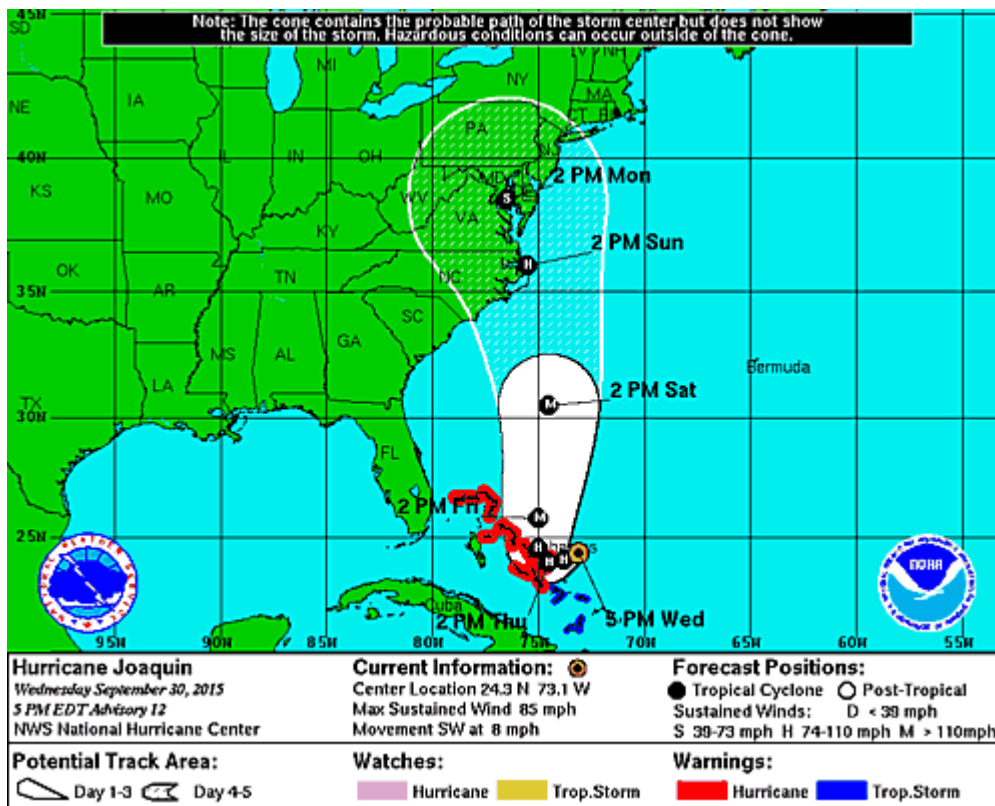 Note: The cone contains the probable path of the storm center but does not show
the size of the storm. Hazardous conditions can occur outside of the cone.
45N
SD
MI
NY
VT
NH
MA
CT
RI
NE
IA
PA
NJ
40N
IL
IN
OH
MD
DE
2 PM Mon
KS
MO
WV
S
VA
KY
2 PM Sun
H
OK
TN
NC
35N
AR
SC
MS
AL
GA
Bermuda
LA
TX
2 PM Sat
M
30N
FL
2 PM Fri
M
25N
H
H
H
NOAA
Cuba
2 PM Thu
5 PM Wed
95W 90W 85W 80W 75W 70W 65W 60W 55W
Hurricane Joaquin
Wednesday September 30, 2015
5 PM EDT Advisory 12
NWS National Hurricane Center
Current Information:
Center Location 24.3 N 73.1 W
Max Sustained Wind 85 mph
Movement SW at 8 mph
Forecast Positions:
Tropical Cyclone Post-Tropical
Sustained Winds: D < 39 mph
S 39-73 mph H 74-110 mph M > 110mph
Potential Track Area:
Day 1-3 Day 4-5
Watches:
Hurricane Trop.Storm
Warnings:
Hurricane Trop.Storm